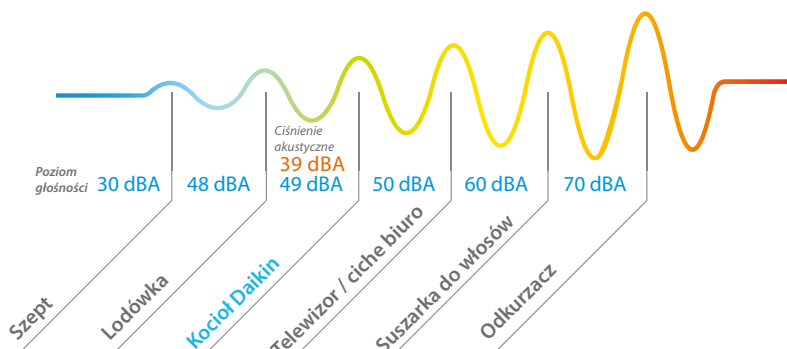 Ciśnienie
akustyczne
39 dBA
Poziom
głośności
30 dBA
48 dBA
49 dBA
50 dBA
60 dBA
70 dBA
Szept
Lodówka
Kocioł Daikin
Telewizor / ciche biuro
Suszarka do włosów
Odkurzacz